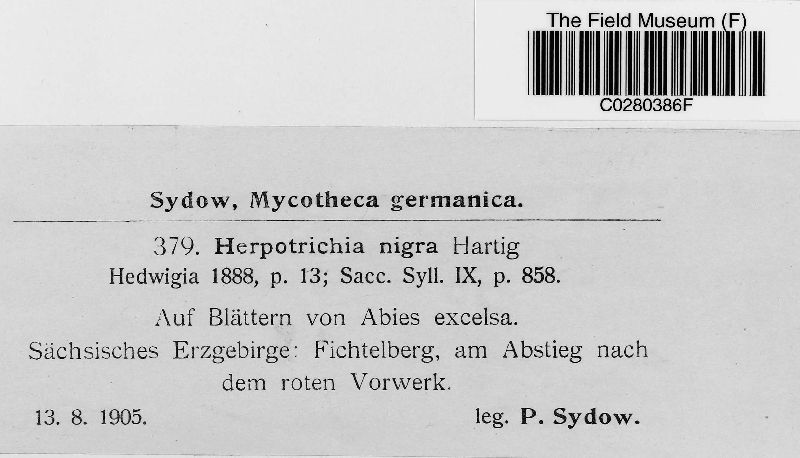 The Field Museum (F)
C0280386F
Sydow, Mycotheca germanica.
379. Herpotrichia nigra Hartig
Hedwigia 1888, p. 13; Sacc. Syll. IX, p. 858.
Auf Blättern von Abies excelsa.
Sächsisches Erzgebirge: Fichtelberg, am Abstieg nach
dem roten Vorwerk.
13. 8. 1905. leg. P. Sydow.